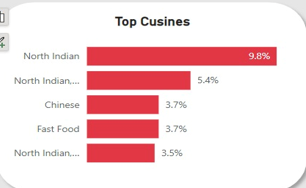 Top Cusines
North Indian 9.8%
North Indian,... 5.4%
Chinese 3.7%
Fast Food 3.7%
North Indian,... 3.5%